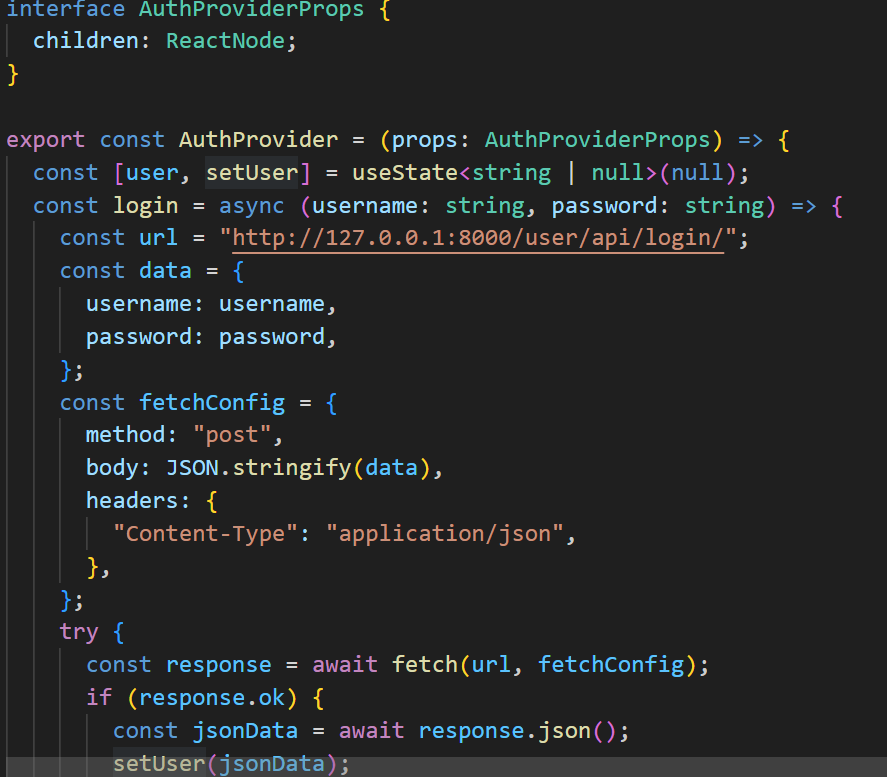 interface AuthProviderProps {
  children: ReactNode;
}

export const AuthProvider = (props: AuthProviderProps) => {
  const [user, setUser] = useState<string | null>(null);
  const login = async (username: string, password: string) => {
    const url = "http://127.0.0.1:8000/user/api/login/";
    const data = {
      username: username,
      password: password,
    };
    const fetchConfig = {
      method: "post",
      body: JSON.stringify(data),
      headers: {
        "Content-Type": "application/json",
      },
    };
    try {
      const response = await fetch(url, fetchConfig);
      if (response.ok) {
        const jsonData = await response.json();
        setUser(jsonData);